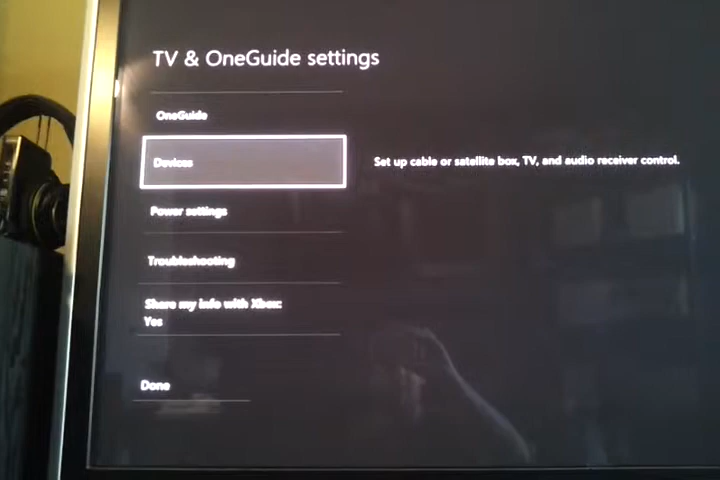 TV & OneGuide settings
OneGuide
Devices
Set up cable or satellite box, TV, and audio receiver control.
Power settings
Troubleshooting
Share my info with Xbox:
Yes
Done